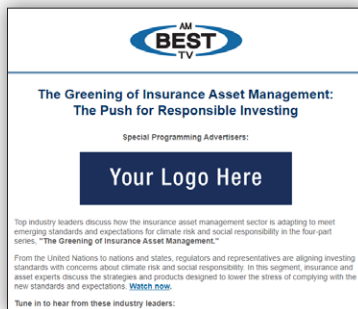 AM
BEST
TV
The Greening of Insurance Asset Management:
The Push for Responsible Investing
Special Programming Advertisers:
Your Logo Here
Top industry leaders discuss how the insurance asset management sector is adapting to meet
emerging standards and expectations for climate risk and social responsibility in the four-part
series, "The Greening of Insurance Asset Management."
From the United Nations to nations and states, regulators and representatives are aligning investing
standards with concerns about climate risk and social responsibility. In this segment, insurance and
asset experts discuss the strategies and products designed to lower the stress of complying with the
new standards and expectations. Watch now.
Tune in to hear from these industry leaders: